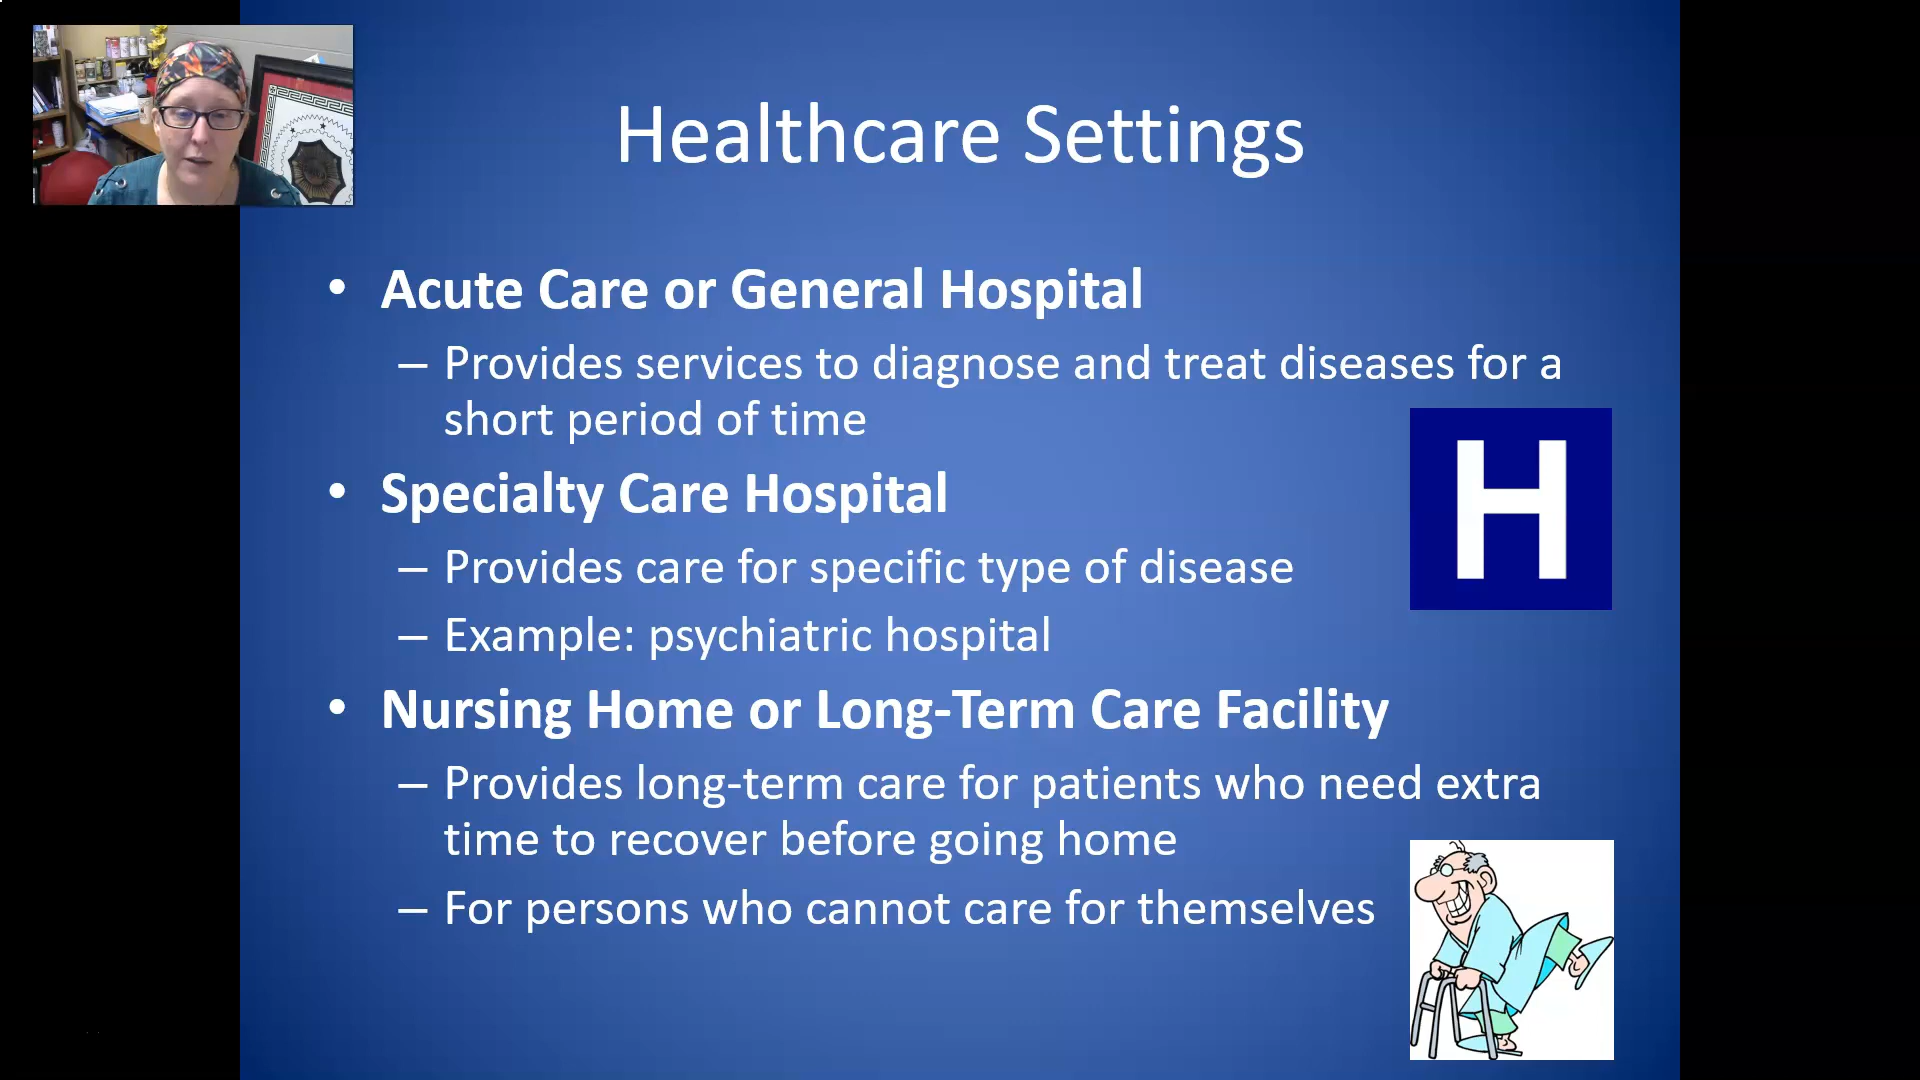 Healthcare Settings
• Acute Care or General Hospital
– Provides services to diagnose and treat diseases for a
short period of time
• Specialty Care Hospital
– Provides care for specific type of disease
– Example: psychiatric hospital
H
• Nursing Home or Long-Term Care Facility
– Provides long-term care for patients who need extra
time to recover before going home
– For persons who cannot care for themselves